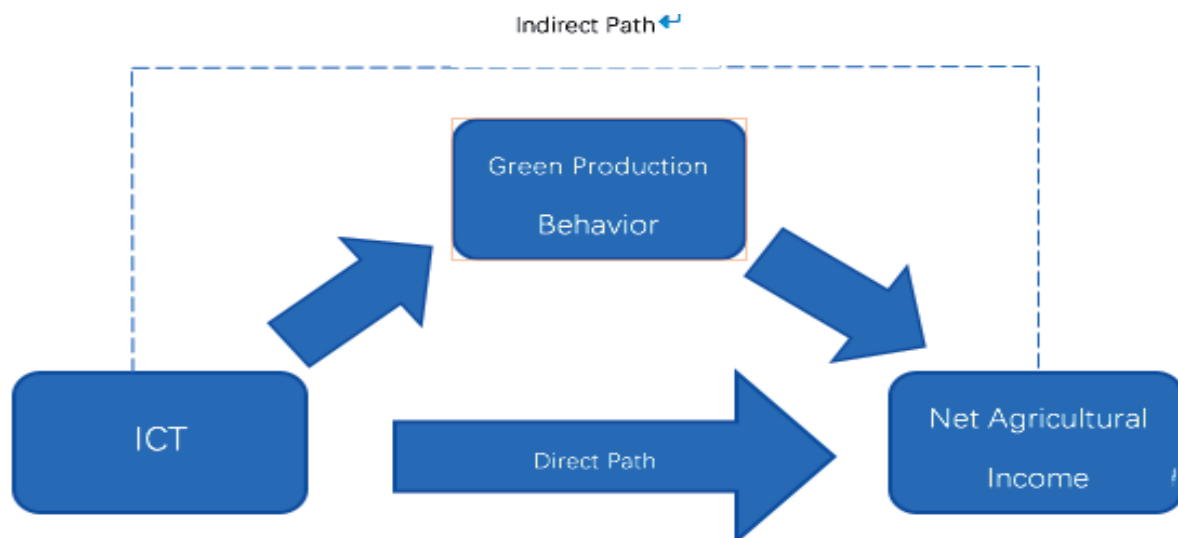 Indirect Path
Green Production
Behavior
ICT
Direct Path
Net Agricultural
Income